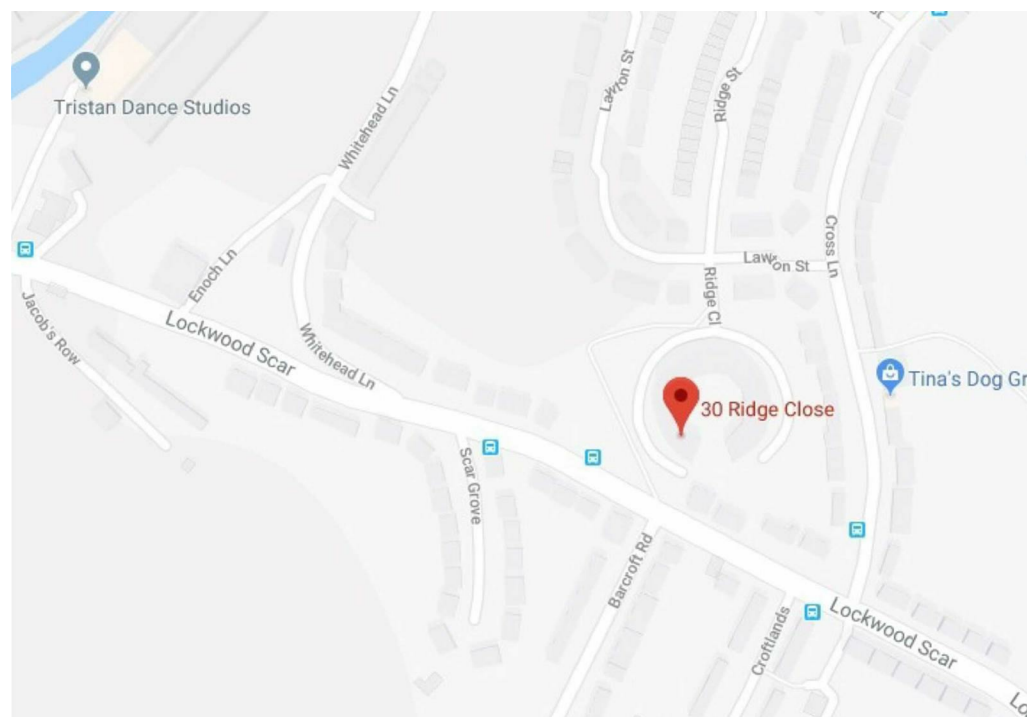 Tristan Dance Studios
Whitehead Ln
Lawton St
Ridge St
Cross Ln
Lawton St
Enoch Ln
Ridge Cl
Jacob's Row
Lockwood Scar
Whitehead Ln
Tina's Dog Gr
30 Ridge Close
Scar Grove
Barcroft Rd
Croftlands
Lockwood Scar
Lo